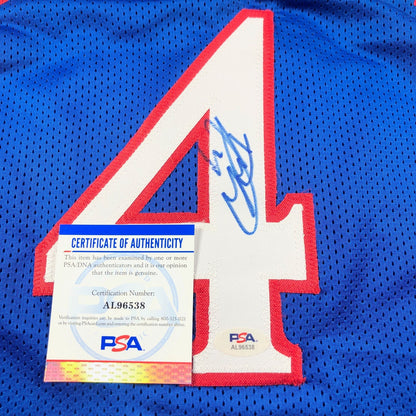 4
CERTIFICATE OF AUTHENTICITY
This item has been examined by one or more
PSA/DNA authenticators and it is our opinion
that the item is genuine.
Certification Number:
AL96538
PSA
PSA
AL96538